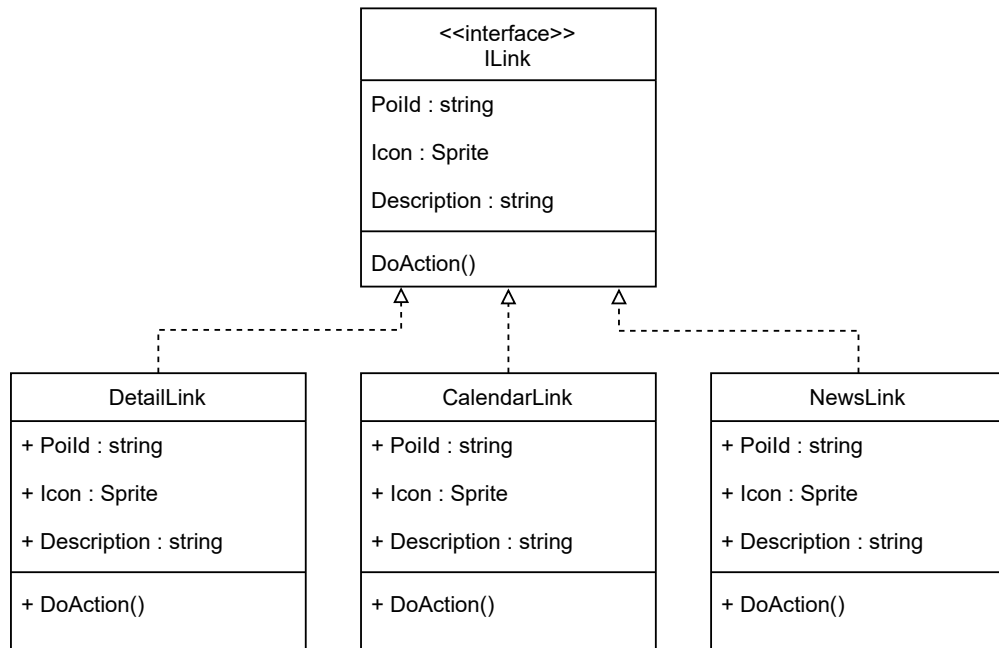 <<interface>>
ILink
PoiId : string
Icon : Sprite
Description : string
DoAction()
DetailLink
+ PoiId : string
+ Icon : Sprite
+ Description : string
+ DoAction()
CalendarLink
+ PoiId : string
+ Icon : Sprite
+ Description : string
+ DoAction()
NewsLink
+ PoiId : string
+ Icon : Sprite
+ Description : string
+ DoAction()